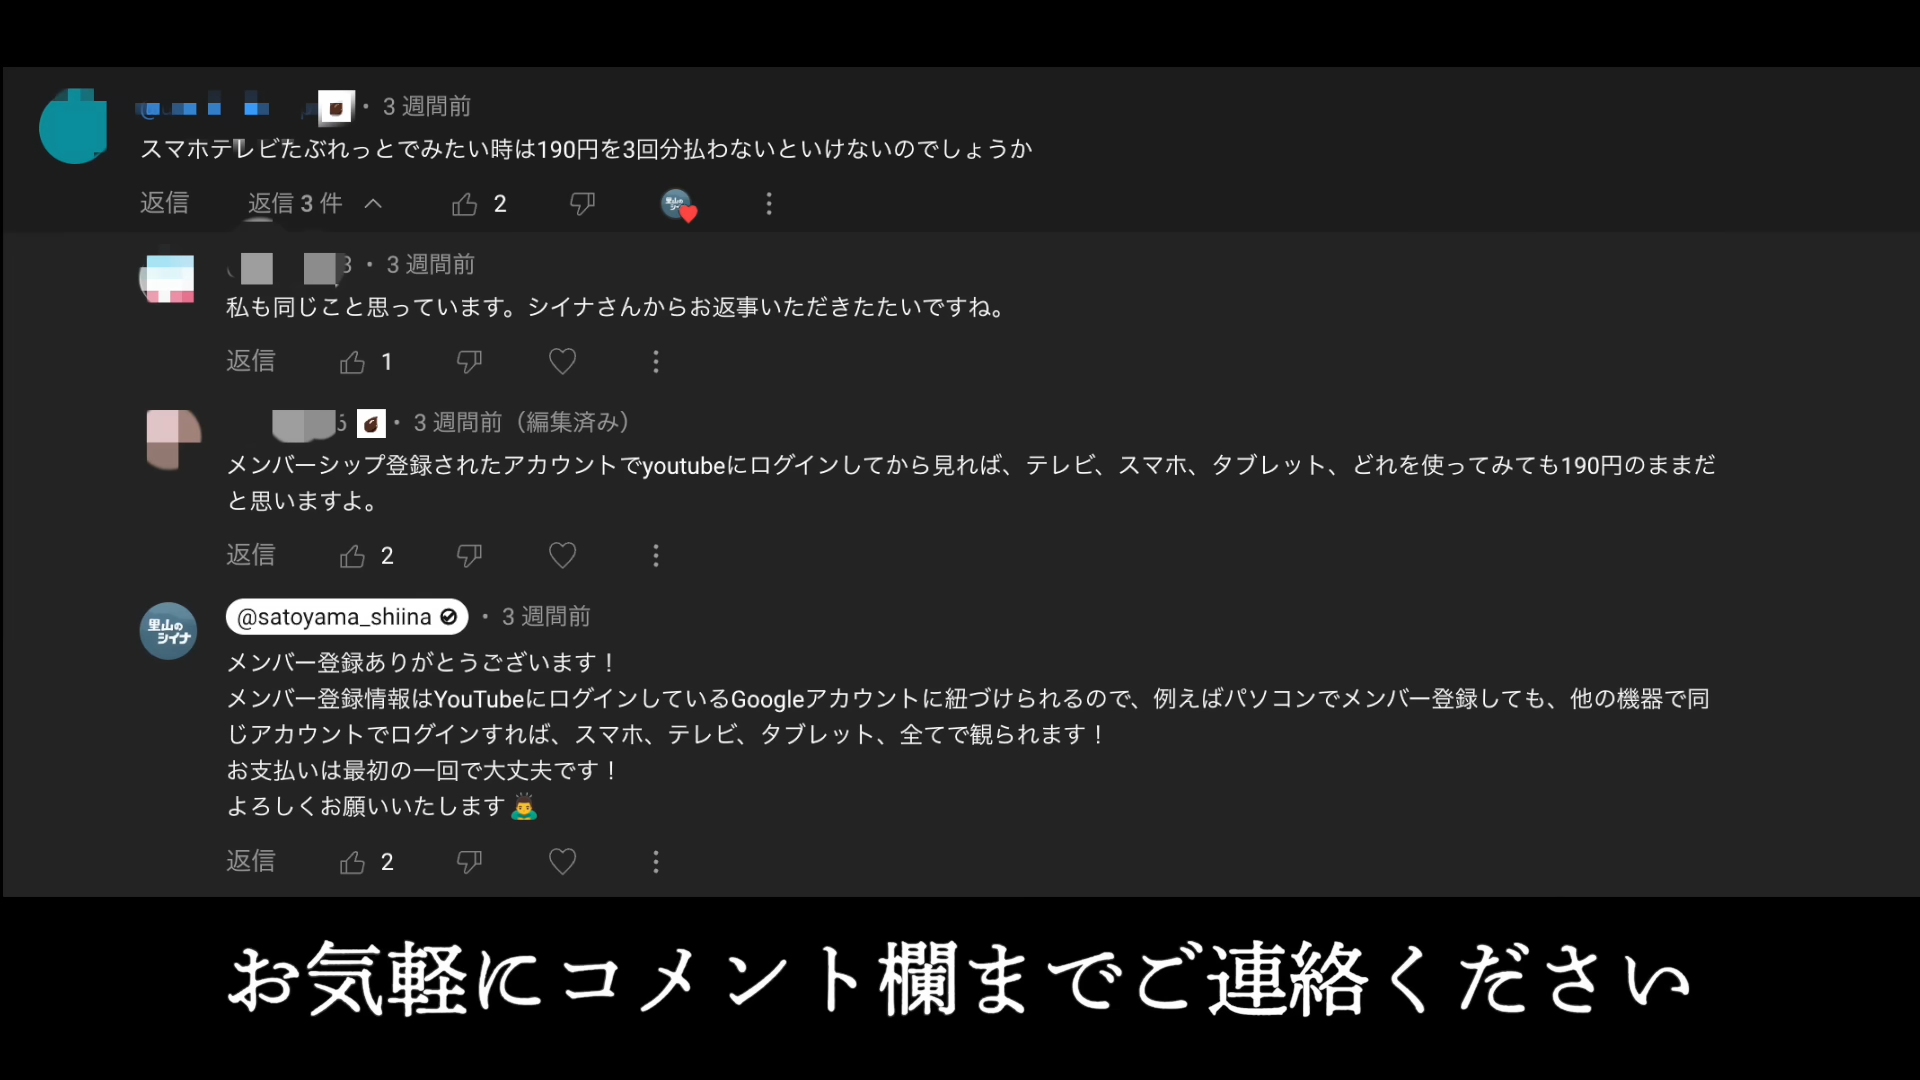 ・ 3 週間前
スマホテレビたぶれっとでみたい時は190円を3回分払わないといけないのでしょうか
返信 返信 3 件 2
・ 3 週間前
私も同じこと思っています。シイナさんからお返事いただきたたいですね。
返信 1
・ 3 週間前（編集済み）
メンバーシップ登録されたアカウントでyoutubeにログインしてから見れば、テレビ、スマホ、タブレット、どれを使ってみても190円のままだ
と思いますよ。
返信 2
里山の
シイナ
@satoyama_shiina ・ 3 週間前
メンバー登録ありがとうございます！
メンバー登録情報はYouTubeにログインしているGoogleアカウントに紐づけられるので、例えばパソコンでメンバー登録しても、他の機器で同
じアカウントでログインすれば、スマホ、テレビ、タブレット、全てで観られます！
お支払いは最初の一回で大丈夫です！
よろしくお願いいたします🙇‍♂️
返信 2
お気軽にコメント欄までご連絡ください